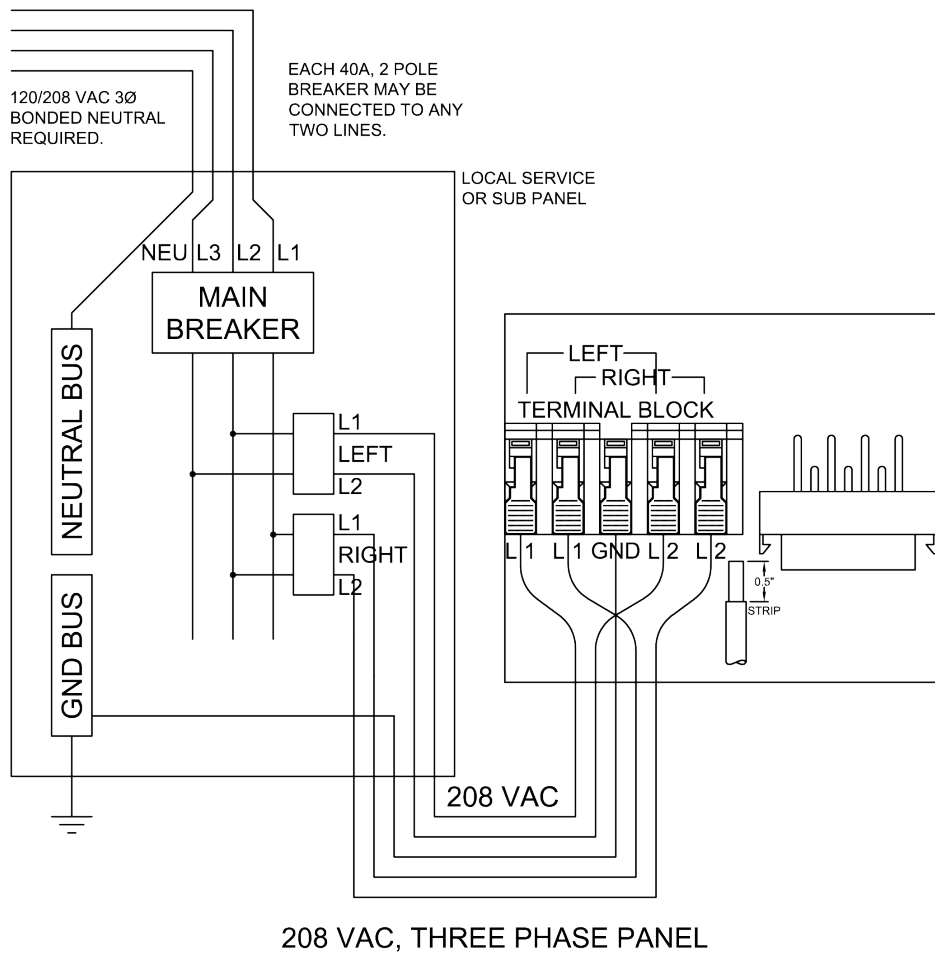 EACH 40A, 2 POLE
BREAKER MAY BE
CONNECTED TO ANY
TWO LINES.
120/208 VAC 3Ø
BONDED NEUTRAL
REQUIRED.
LOCAL SERVICE
OR SUB PANEL
NEU L3 L2 L1
MAIN
BREAKER
NEUTRAL BUS
L1
LEFT
L2
L1
RIGHT
L2
GND BUS
LEFT
RIGHT
TERMINAL BLOCK
L 1 L 1 GND L 2 L 2
0.5"
STRIP
208 VAC
208 VAC, THREE PHASE PANEL